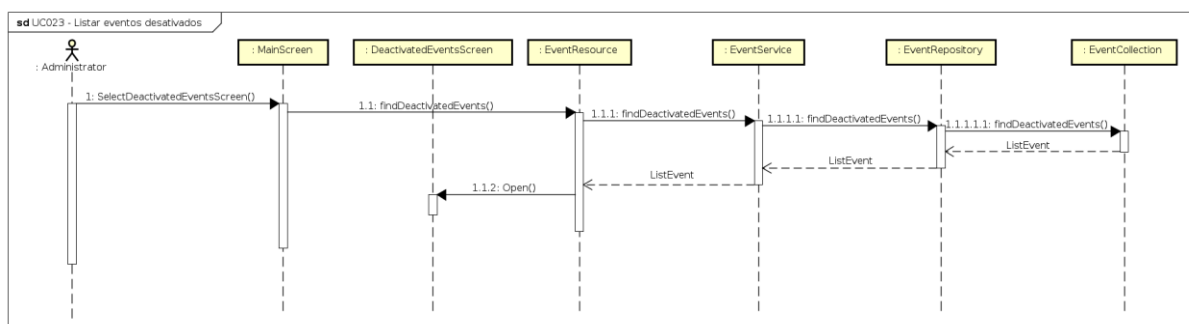 sd UC023 - Listar eventos desativados
: Administrator
: MainScreen
: DeactivatedEventsScreen
: EventResource
: EventService
: EventRepository
: EventCollection
1: SelectDeactivatedEventsScreen()
1.1: findDeactivatedEvents()
1.1.1: findDeactivatedEvents()
1.1.1.1: findDeactivatedEvents()
1.1.1.1.1: findDeactivatedEvents()
ListEvent
ListEvent
ListEvent
1.1.2: Open()